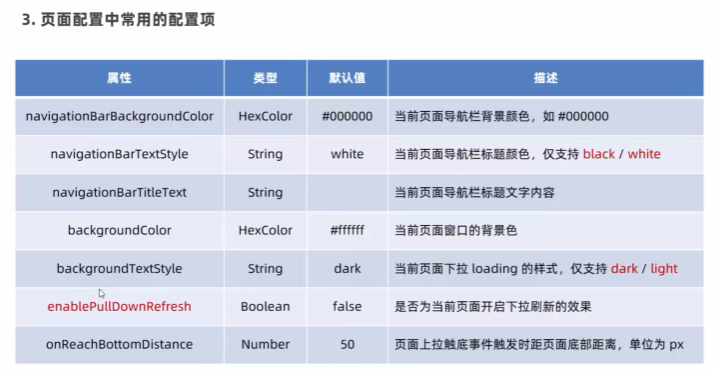 3. 页面配置中常用的配置项
属性 类型 默认值 描述
navigationBarBackgroundColor HexColor #000000 当前页面导航栏背景颜色，如 #000000
navigationBarTextStyle String white 当前页面导航栏标题颜色，仅支持 black / white
navigationBarTitleText String 当前页面导航栏标题文字内容
backgroundColor HexColor #ffffff 当前页面窗口的背景色
backgroundTextStyle String dark 当前页面下拉 loading 的样式，仅支持 dark / light
enablePullDownRefresh Boolean false 是否为当前页面开启下拉刷新的效果
onReachBottomDistance Number 50 页面上拉触底事件触发时距页面底部距离，单位为 px